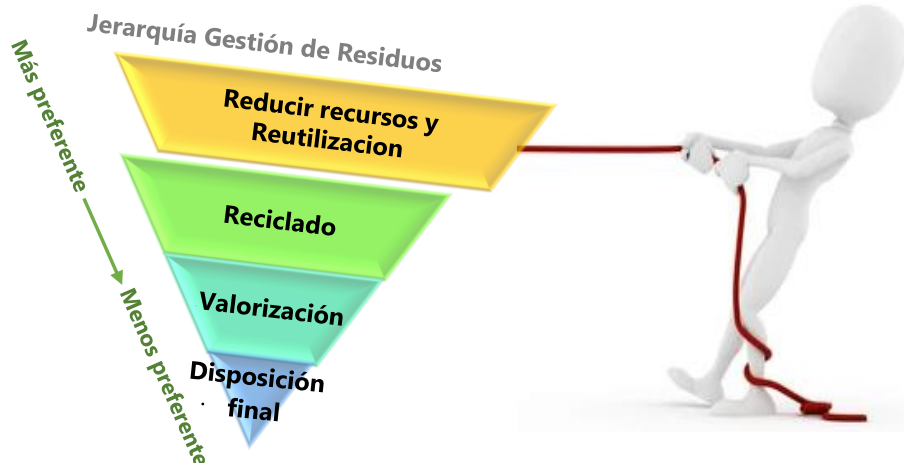 Jerarquía Gestión de Residuos
Más preferente
Menos preferente
Reducir recursos y
Reutilizacion
Reciclado
Valorización
Disposición
final